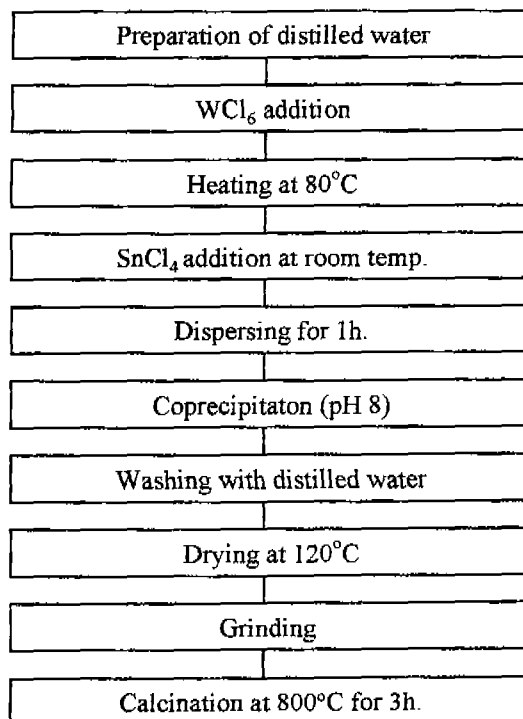 Preparation of distilled water
WCl₆ addition
Heating at 80°C
SnCl₄ addition at room temp.
Dispersing for 1h.
Coprecipitaton (pH 8)
Washing with distilled water
Drying at 120°C
Grinding
Calcination at 800°C for 3h.